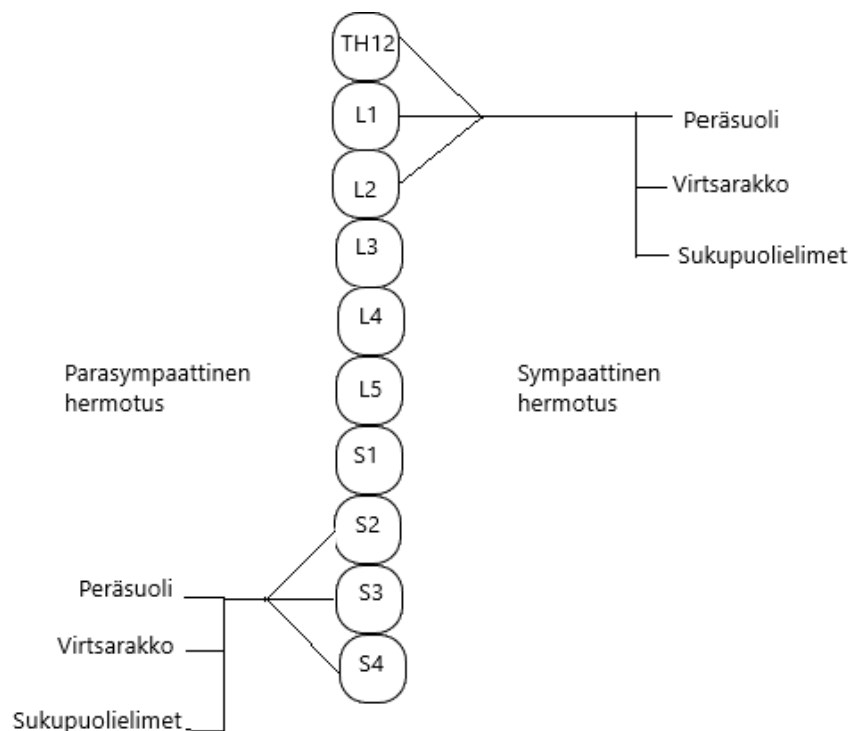 TH12
L1
Peräsuoli
L2
Virtsarakko
L3
Sukupuolielimet
L4
Parasympaattinen
hermotus
Sympaattinen
hermotus
L5
S1
S2
Peräsuoli
S3
Virtsarakko
S4
Sukupuolielimet